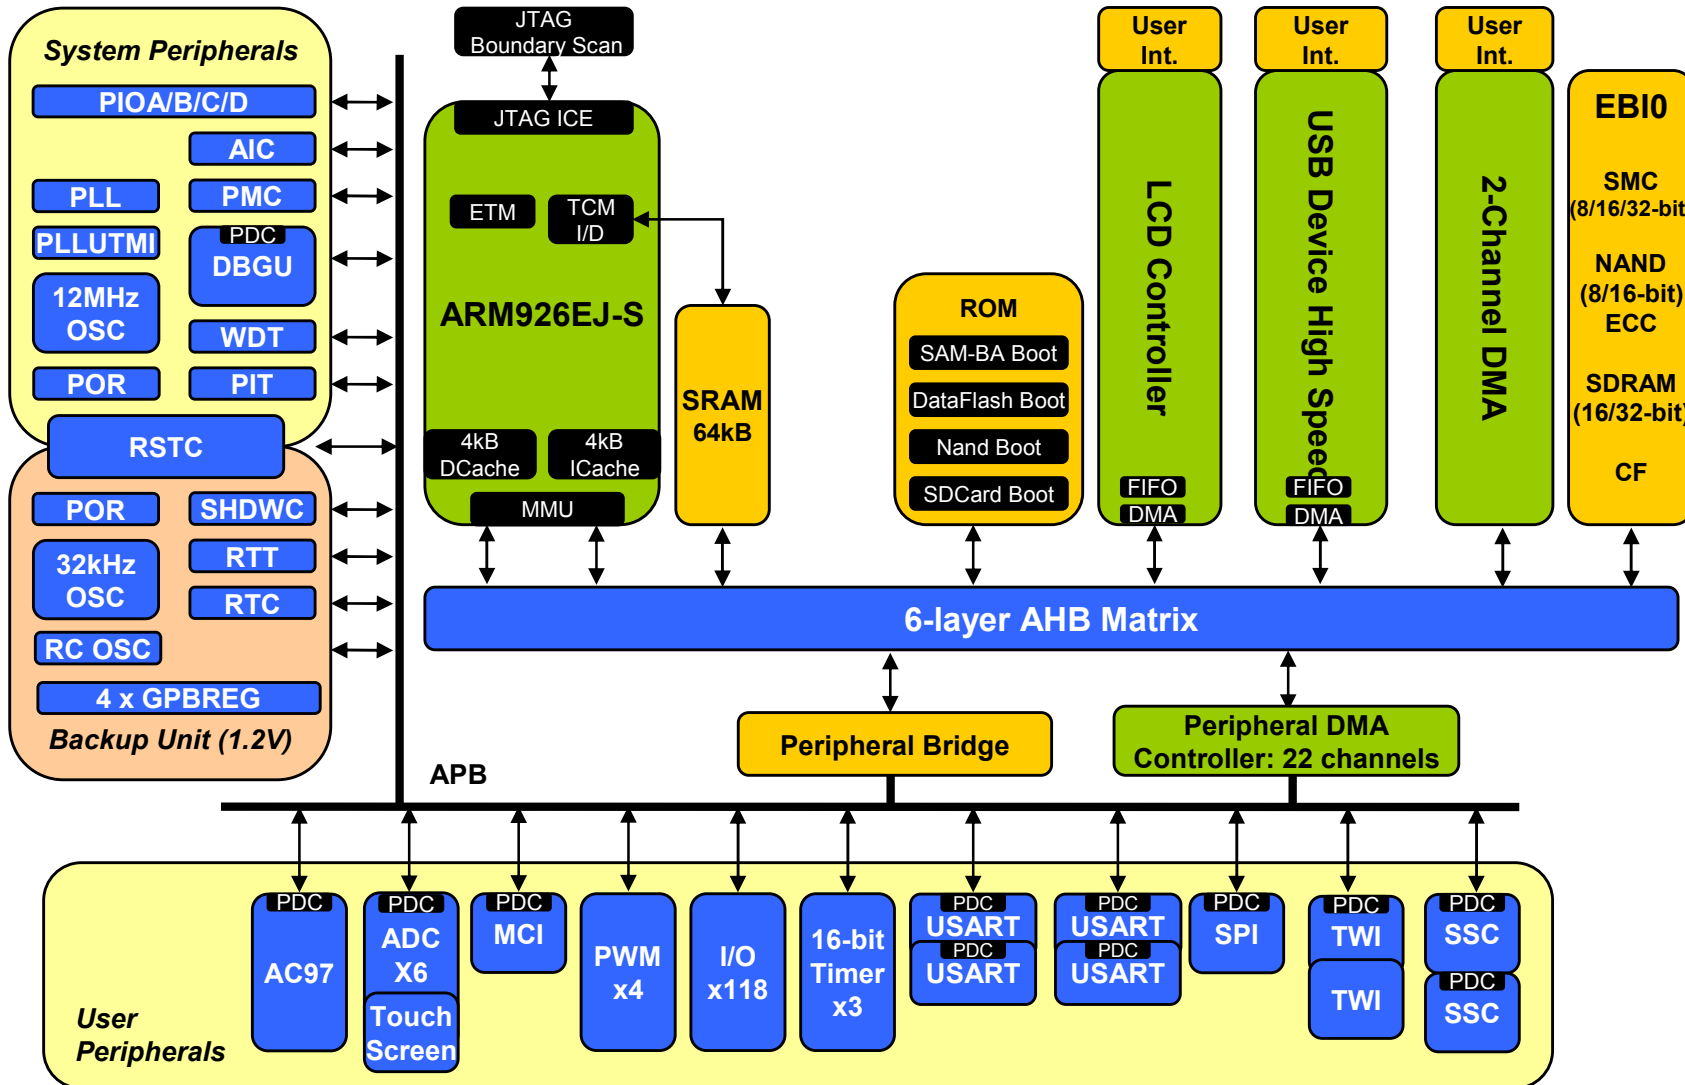 System Peripherals
PIOA/B/C/D
AIC
PLL
PMC
PLLUTMI
PDC
DBGU
12MHz
OSC
WDT
POR
PIT
RSTC
POR
SHDWC
32kHz
OSC
RTT
RTC
RC OSC
4 x GPBREG
Backup Unit (1.2V)
JTAG
Boundary Scan
JTAG ICE
ETM
TCM
I/D
ARM926EJ-S
4kB
DCache
4kB
ICache
MMU
SRAM
64kB
ROM
SAM-BA Boot
DataFlash Boot
Nand Boot
SDCard Boot
User
Int.
LCD Controller
FIFO
DMA
User
Int.
USB Device High Speed
FIFO
DMA
User
Int.
2-Channel DMA
EBI0
SMC
(8/16/32-bit)
NAND
(8/16-bit)
ECC
SDRAM
(16/32-bit)
CF
6-layer AHB Matrix
Peripheral Bridge
Peripheral DMA
Controller: 22 channels
APB
User
Peripherals
PDC
AC97
PDC
ADC
X6
Touch
Screen
PDC
MCI
PWM
x4
I/O
x118
16-bit
Timer
x3
PDC
USART
PDC
USART
PDC
USART
PDC
USART
PDC
SPI
PDC
TWI
TWI
PDC
SSC
PDC
SSC